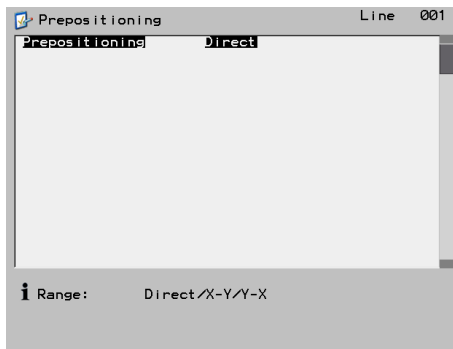 Prepositioning Line 001
Prepositioning Direct
i Range: Direct/X-Y/Y-X